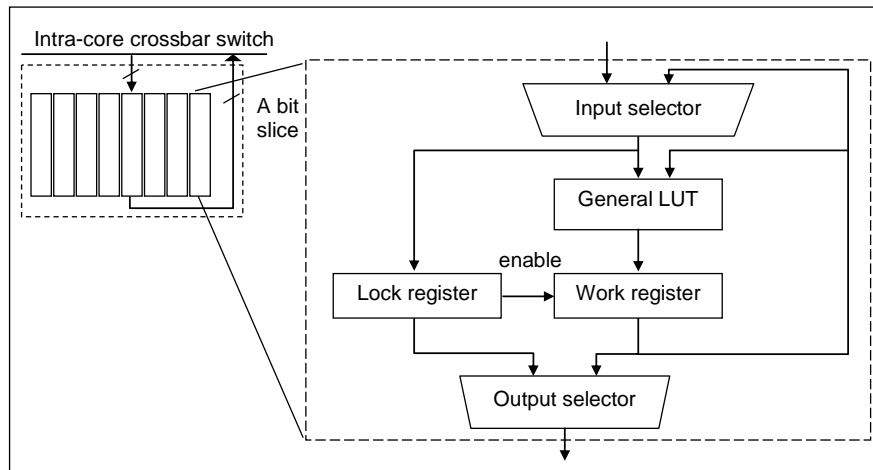 Intra-core crossbar switch
A bit
slice
Input selector
General LUT
enable
Lock register
Work register
Output selector